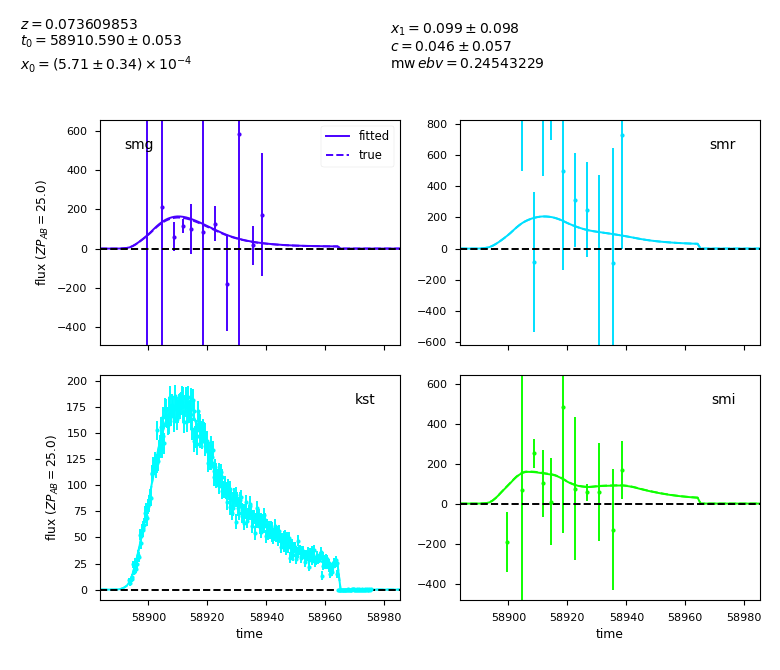 z = 0.073609853
t0 = 58910.590 ± 0.053
x0 = (5.71 ± 0.34) × 10^−4
x1 = 0.099 ± 0.098
c = 0.046 ± 0.057
mwebv = 0.24543229
smg
fitted
true
flux (ZP_AB = 25.0)
600
400
200
0
−200
−400
smr
800
600
400
200
0
−200
−400
−600
kst
flux (ZP_AB = 25.0)
200
175
150
125
100
75
50
25
0
58900 58920 58940 58960 58980
time
smi
600
400
200
0
−200
−400
58900 58920 58940 58960 58980
time